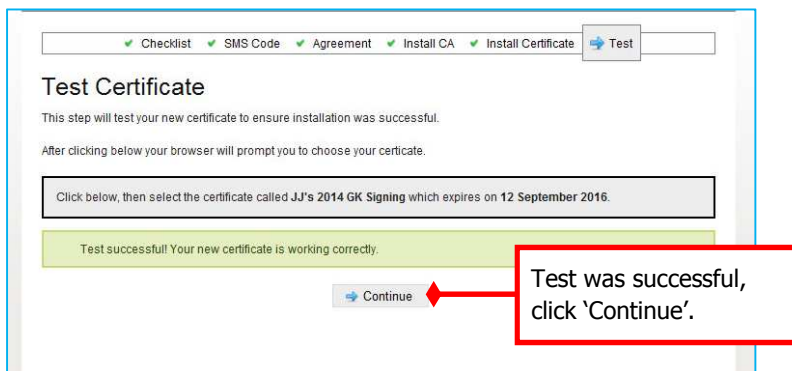 Checklist SMS Code Agreement Install CA Install Certificate Test
Test Certificate
This step will test your new certificate to ensure installation was successful.
After clicking below your browser will prompt you to choose your certicate.
Click below, then select the certificate called JJ's 2014 GK Signing which expires on 12 September 2016.
Test successful! Your new certificate is working correctly.
Continue
Test was successful,
click ‘Continue’.